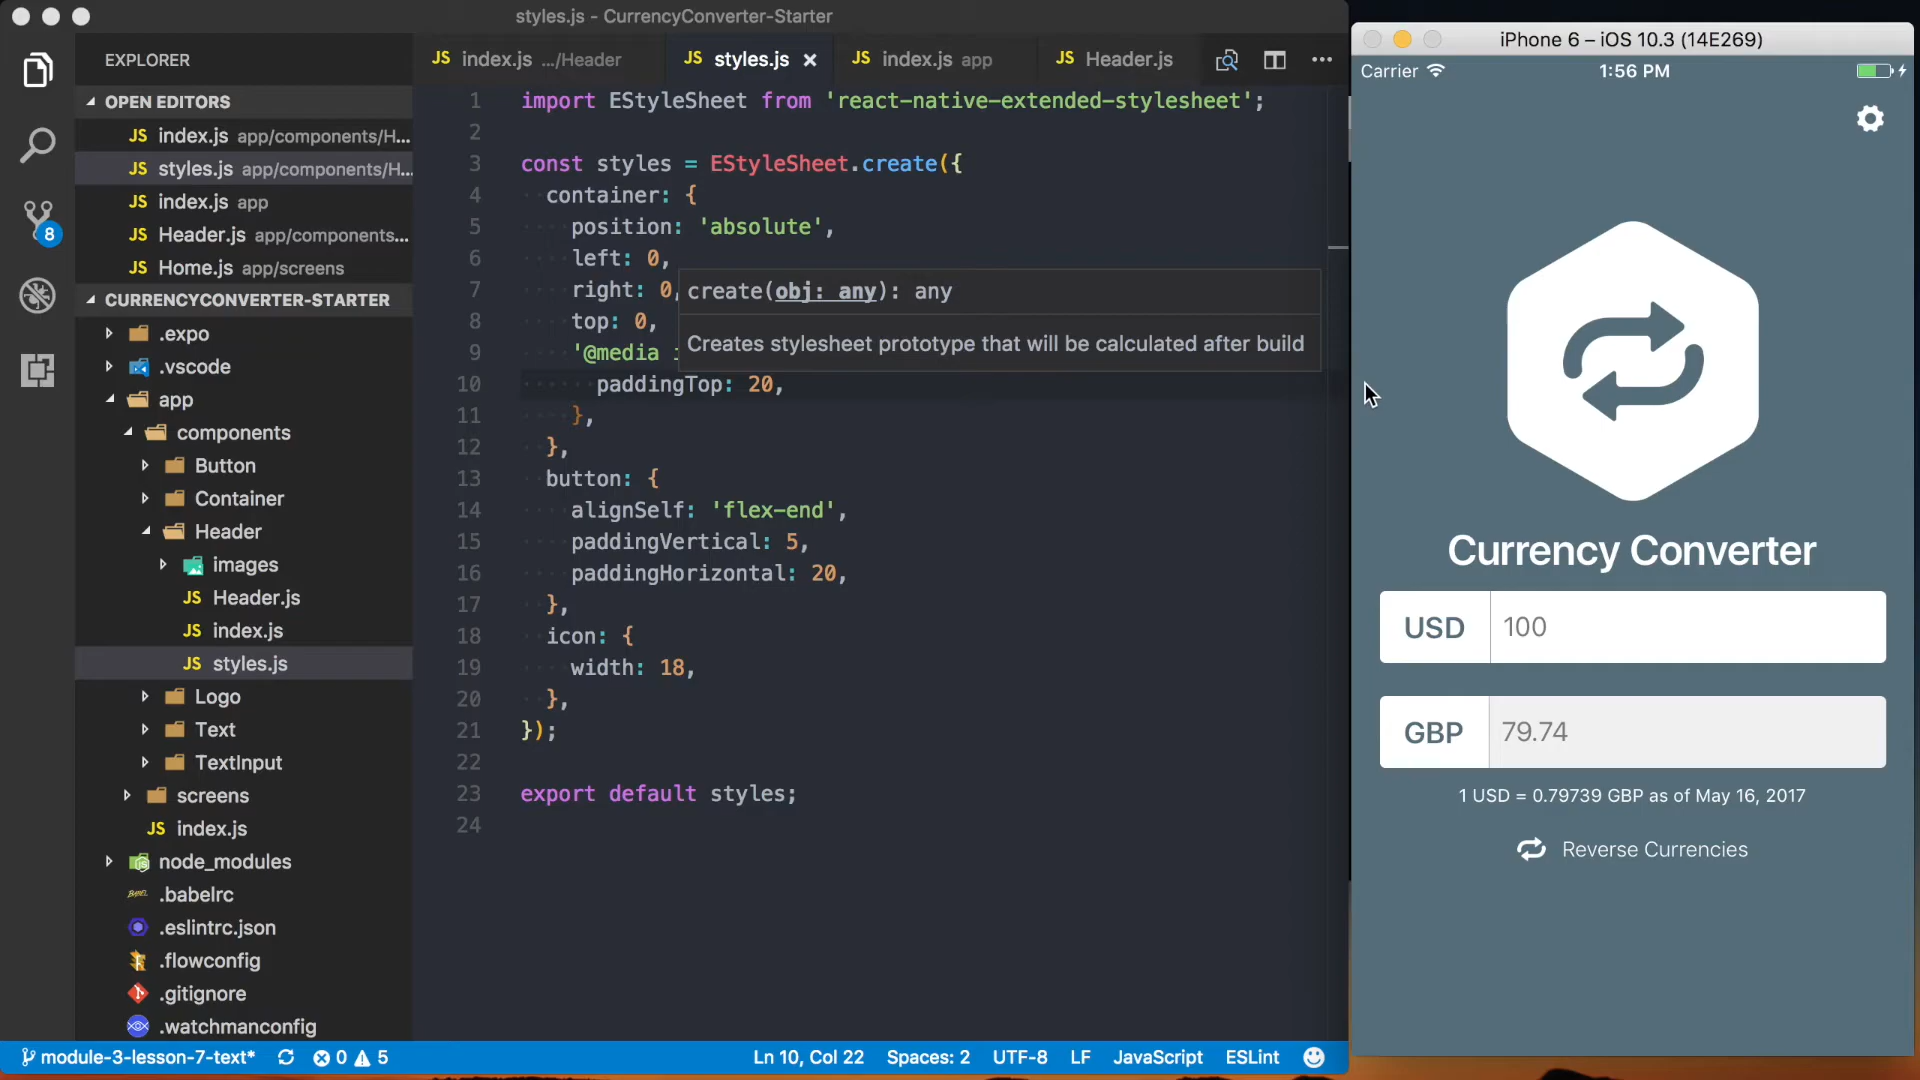 styles.js - CurrencyConverter-Starter
EXPLORER
OPEN EDITORS
JS index.js app/components/H...
JS styles.js app/components/H...
JS index.js app
JS Header.js app/components...
JS Home.js app/screens
CURRENCYCONVERTER-STARTER
.expo
.vscode
app
components
Button
Container
Header
images
JS Header.js
JS index.js
JS styles.js
Logo
Text
TextInput
screens
JS index.js
node_modules
.babelrc
.eslintrc.json
.flowconfig
.gitignore
.watchmanconfig
8
JS index.js .../Header
JS styles.js
JS index.js app
JS Header.js
1 import EStyleSheet from 'react-native-extended-stylesheet';
2
3 const styles = EStyleSheet.create({
4 container: {
5 position: 'absolute',
6 left: 0,
7 right: 0,
8 top: 0,
9 '@media
10 paddingTop: 20,
11 },
12 },
13 button: {
14 alignSelf: 'flex-end',
15 paddingVertical: 5,
16 paddingHorizontal: 20,
17 },
18 icon: {
19 width: 18,
20 },
21 });
22
23 export default styles;
24
create(obj: any): any
Creates stylesheet prototype that will be calculated after build
module-3-lesson-7-text* 0 5 Ln 10, Col 22 Spaces: 2 UTF-8 LF JavaScript ESLint
iPhone 6 – iOS 10.3 (14E269)
Carrier 1:56 PM
Currency Converter
USD 100
GBP 79.74
1 USD = 0.79739 GBP as of May 16, 2017
Reverse Currencies